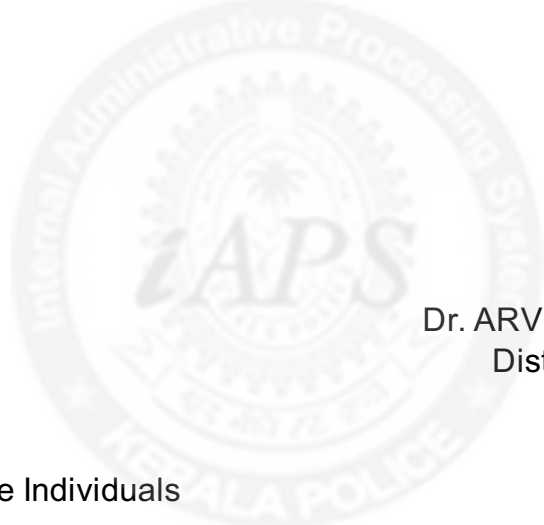 Internal Administrative Processing System
iAPS
Dr. ARV
Dist
e Individuals
KERALA POLICE